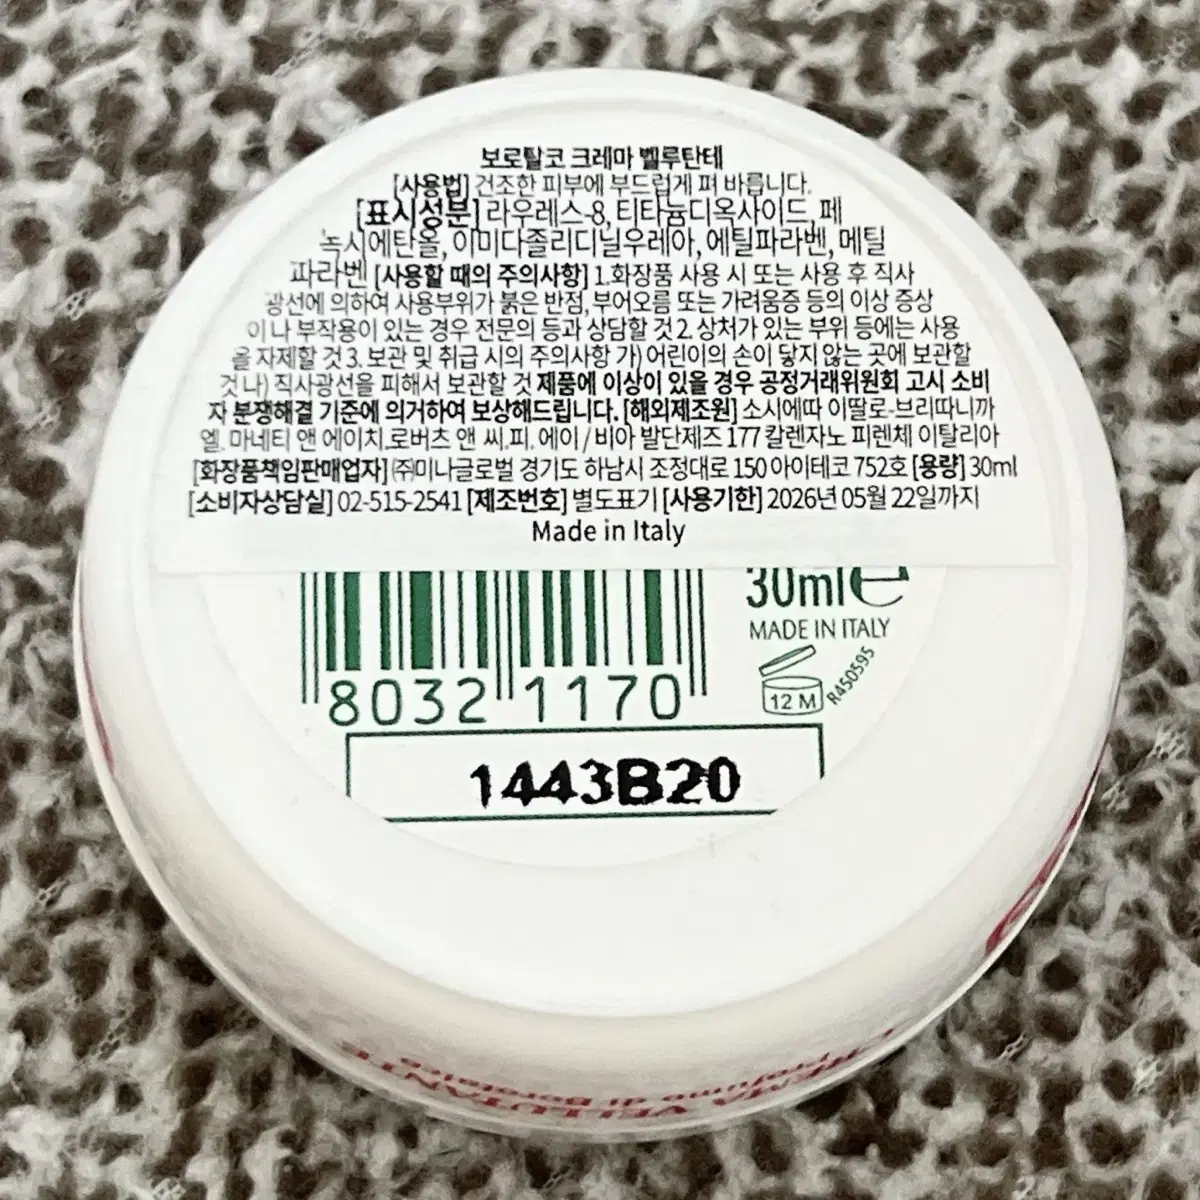 보로탈코 크레마 벨루탄테
[사용법] 건조한 피부에 부드럽게 펴 바릅니다.
[표시성분] 라우레스-8, 티타늄디옥사이드, 페
녹시에탄올, 이미다졸리디닐우레아, 에틸파라벤, 메틸
파라벤 [사용할 때의 주의사항] 1.화장품 사용 시 또는 사용 후 직사
광선에 의하여 사용부위가 붉은 반점, 부어오름 또는 가려움증 등의 이상 증상
이나 부작용이 있는 경우 전문의 등과 상담할 것 2. 상처가 있는 부위 등에는 사용
을 자제할 것 3. 보관 및 취급 시의 주의사항 가) 어린이의 손이 닿지 않는 곳에 보관할
것 나) 직사광선을 피해서 보관할 것 제품에 이상이 있을 경우 공정거래위원회 고시 소비
자 분쟁해결 기준에 의거하여 보상해드립니다. [해외제조원] 소시에따 이딸로-브리따니까
엘. 마네티 앤 에이치.로버츠 앤 씨.피. 에이 / 비아 발단제즈 177 칼렌자노 피렌체 이탈리아
[화장품책임판매업자] ㈜미나글로벌 경기도 하남시 조정대로 150 아이테코 752호 [용량] 30ml
[소비자상담실] 02-515-2541 [제조번호] 별도표기 [사용기한] 2026년 05월 22일까지
Made in Italy
30ml e
MADE IN ITALY
12 M
R450595
8032 1170
1443B20
CREMA VELLUTANTE
Profumo di Borotalco